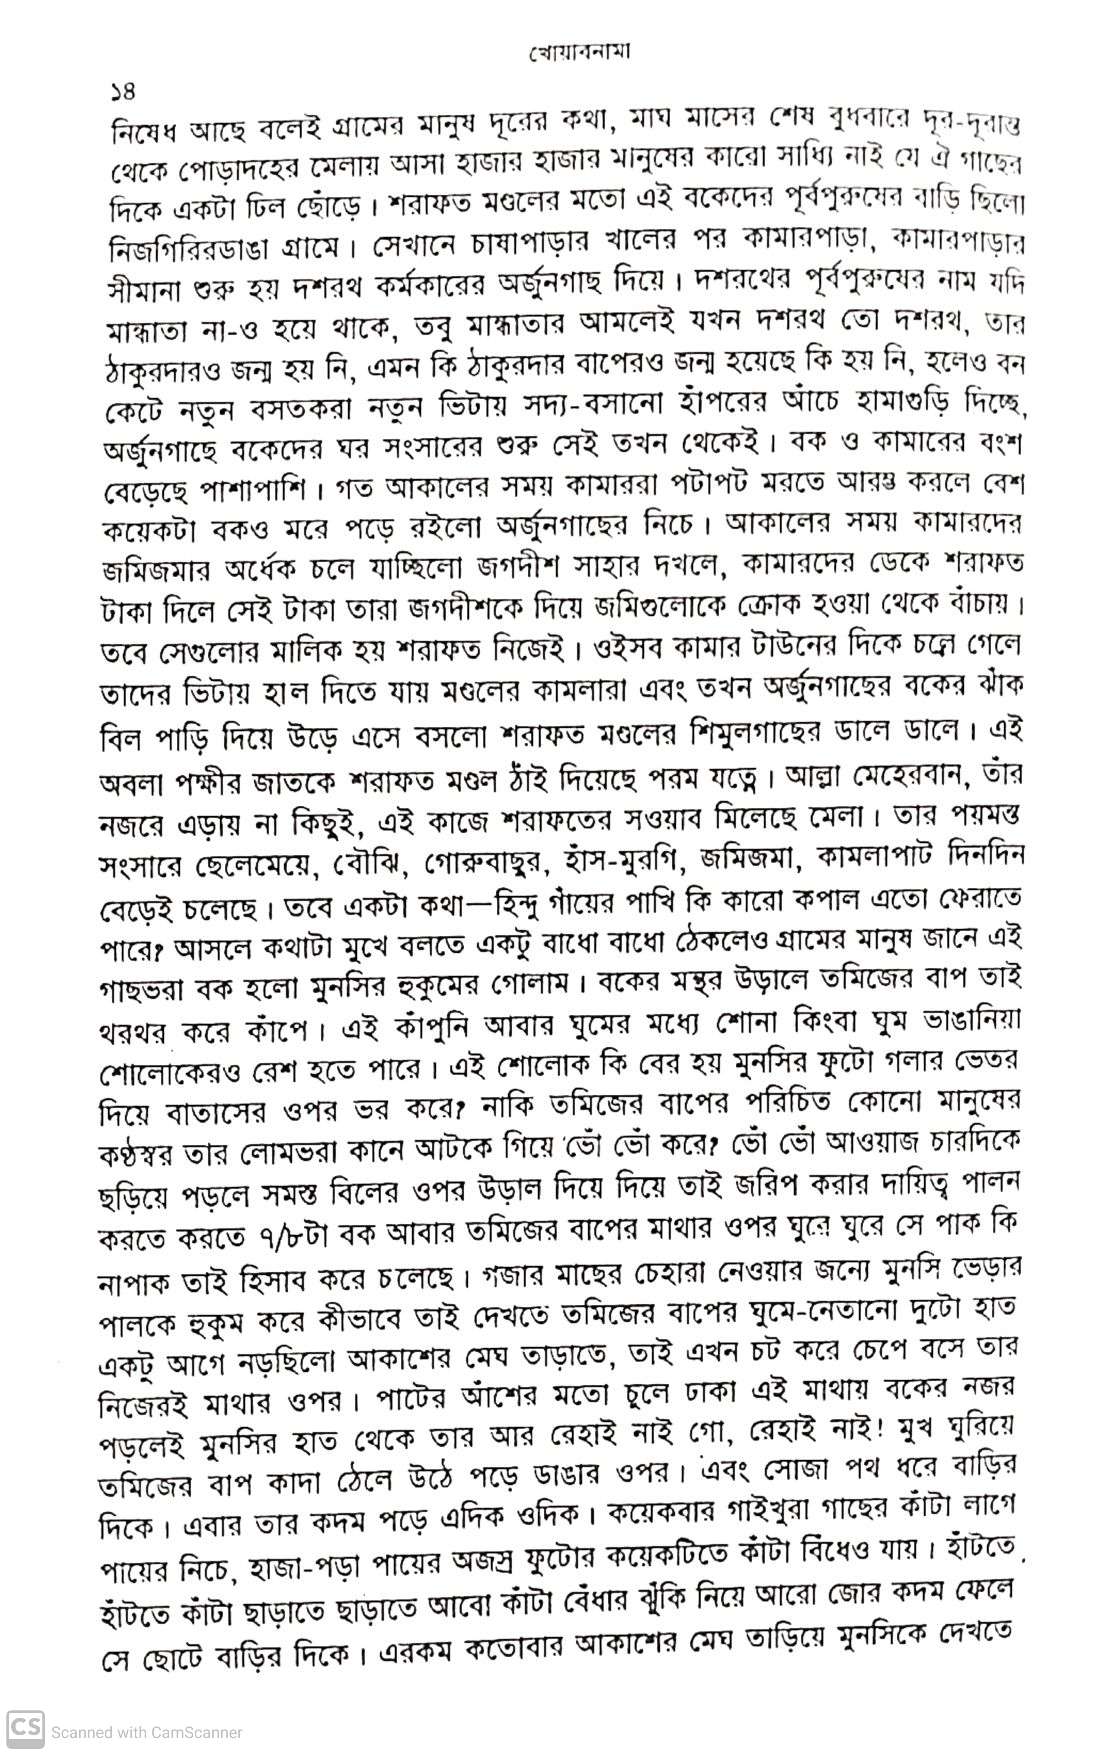 খোয়াবনামা
১৪
নিষেধ আছে বলেই গ্রামের মানুষ দূরের কথা, মাঘ মাসের শেষ বুধবারে দূর-দূরান্ত
থেকে পোড়াদহের মেলায় আসা হাজার হাজার মানুষের কারো সাধ্যি নাই যে ঐ গাছের
দিকে একটা ঢিল ছোঁড়ে। শরাফত মণ্ডলের মতো এই বকেদের পূর্বপুরুষের বাড়ি ছিলো
নিজগিরিরডাঙা গ্রামে। সেখানে চাষাপাড়ার খালের পর কামারপাড়া, কামারপাড়ার
সীমানা শুরু হয় দশরথ কর্মকারের অর্জুনগাছ দিয়ে। দশরথের পূর্বপুরুষের নাম যদি
মান্ধাতা না-ও হয়ে থাকে, তবু মান্ধাতার আমলেই যখন দশরথ তো দশরথ, তার
ঠাকুরদারও জন্ম হয় নি, এমন কি ঠাকুরদার বাপেরও জন্ম হয়েছে কি হয় নি, হলেও বন
কেটে নতুন বসতকরা নতুন ভিটায় সদ্য-বসানো হাঁপরের আঁচে হামাগুড়ি দিচ্ছে,
অর্জুনগাছে বকেদের ঘর সংসারের শুরু সেই তখন থেকেই। বক ও কামারের বংশ
বেড়েছে পাশাপাশি। গত আকালের সময় কামাররা পটাপট মরতে আরম্ভ করলে বেশ
কয়েকটা বকও মরে পড়ে রইলো অর্জুনগাছের নিচে। আকালের সময় কামারদের
জমিজমার অর্ধেক চলে যাচ্ছিলো জগদীশ সাহার দখলে, কামারদের ডেকে শরাফত
টাকা দিলে সেই টাকা তারা জগদীশকে দিয়ে জমিগুলোকে ক্রোক হওয়া থেকে বাঁচায়।
তবে সেগুলোর মালিক হয় শরাফত নিজেই। ওইসব কামার টাউনের দিকে চলে গেলে
তাদের ভিটায় হাল দিতে যায় মণ্ডলের কামলারা এবং তখন অর্জুনগাছের বকের ঝাঁক
বিল পাড়ি দিয়ে উড়ে এসে বসলো শরাফত মণ্ডলের শিমুলগাছের ডালে ডালে। এই
অবলা পক্ষীর জাতকে শরাফত মণ্ডল ঠাঁই দিয়েছে পরম যত্নে। আল্লা মেহেরবান, তাঁর
নজরে এড়ায় না কিছুই, এই কাজে শরাফতের সওয়াব মিলেছে মেলা। তার পয়মন্ত
সংসারে ছেলেমেয়ে, বৌঝি, গোরুবাছুর, হাঁস-মুরগি, জমিজমা, কামলাপাট দিনদিন
বেড়েই চলেছে। তবে একটা কথা—হিন্দু গাঁয়ের পাখি কি কারো কপাল এতো ফেরাতে
পারে? আসলে কথাটা মুখে বলতে একটু বাধো বাধো ঠেকলেও গ্রামের মানুষ জানে এই
গাছভরা বক হলো মুনসির হুকুমের গোলাম। বকের মন্থর উড়ালে তমিজের বাপ তাই
থরথর করে কাঁপে। এই কাঁপুনি আবার ঘুমের মধ্যে শোনা কিংবা ঘুম ভাঙানিয়া
শোলোকেরও রেশ হতে পারে। এই শোলোক কি বের হয় মুনসির ফুটো গলার ভেতর
দিয়ে বাতাসের ওপর ভর করে? নাকি তমিজের বাপের পরিচিত কোনো মানুষের
কণ্ঠস্বর তার লোমভরা কানে আটকে গিয়ে ভোঁ ভোঁ করে? ভোঁ ভোঁ আওয়াজ চারদিকে
ছড়িয়ে পড়লে সমস্ত বিলের ওপর উড়াল দিয়ে দিয়ে তাই জরিপ করার দায়িত্ব পালন
করতে করতে ৭/৮টা বক আবার তমিজের বাপের মাথার ওপর ঘুরে ঘুরে সে পাক কি
নাপাক তাই হিসাব করে চলেছে। গজার মাছের চেহারা নেওয়ার জন্যে মুনসি ভেড়ার
পালকে হুকুম করে কীভাবে তাই দেখতে তমিজের বাপের ঘুমে-নেতানো দুটো হাত
একটু আগে নড়ছিলো আকাশের মেঘ তাড়াতে, তাই এখন চট করে চেপে বসে তার
নিজেরই মাথার ওপর। পাটের আঁশের মতো চুলে ঢাকা এই মাথায় বকের নজর
পড়লেই মুনসির হাত থেকে তার আর রেহাই নাই গো, রেহাই নাই! মুখ ঘুরিয়ে
তমিজের বাপ কাদা ঠেলে উঠে পড়ে ডাঙার ওপর। এবং সোজা পথ ধরে বাড়ির
দিকে। এবার তার কদম পড়ে এদিক ওদিক। কয়েকবার গাইখুরা গাছের কাঁটা লাগে
পায়ের নিচে, হাজা-পড়া পায়ের অজস্র ফুটোর কয়েকটিতে কাঁটা বিঁধেও যায়। হাঁটতে
হাঁটতে কাঁটা ছাড়াতে ছাড়াতে আবো কাঁটা বেঁধার ঝুঁকি নিয়ে আরো জোর কদম ফেলে
সে ছোটে বাড়ির দিকে। এরকম কতোবার আকাশের মেঘ তাড়িয়ে মুনসিকে দেখতে
CS Scanned with CamScanner